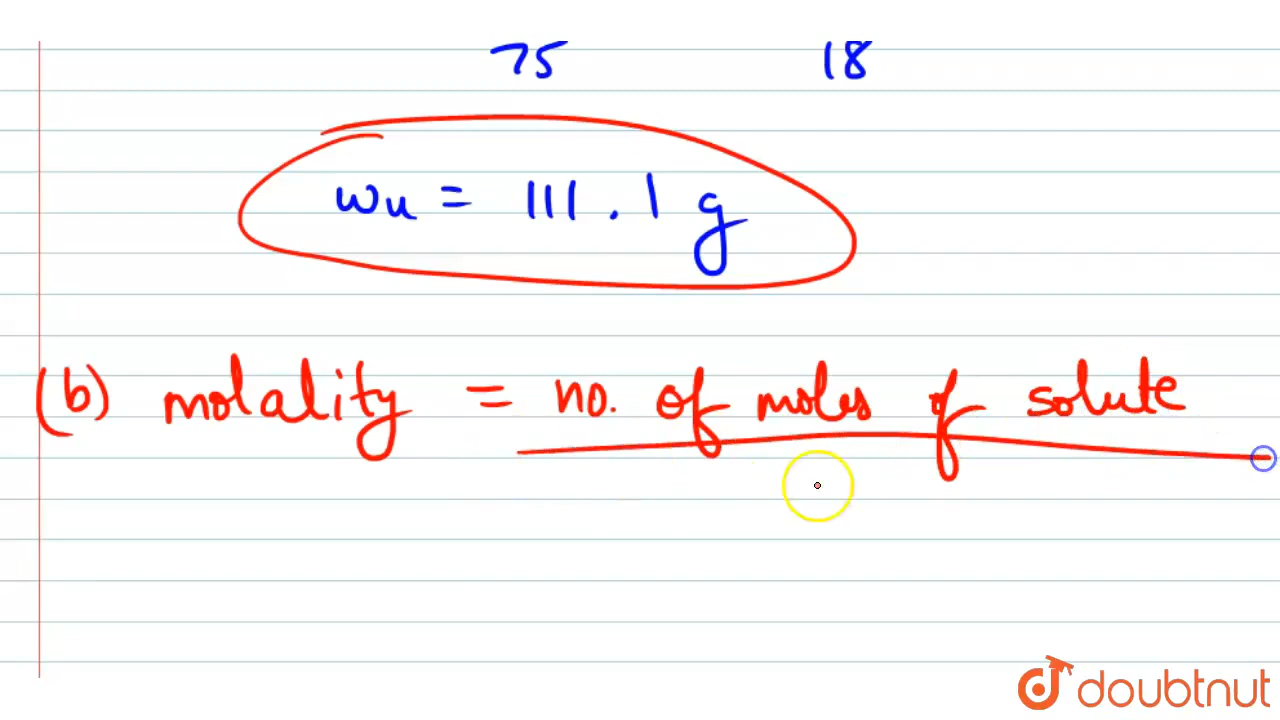 75 18
wu = 111.1 g
(b) molality = no. of moles of solute
doubtnut